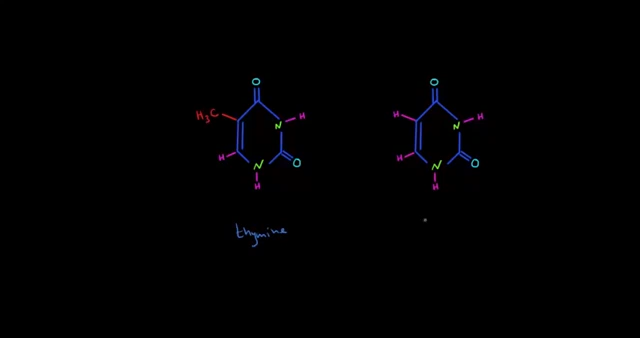 O O
H₃C N H H N H
H N O H N O
H H
thymine